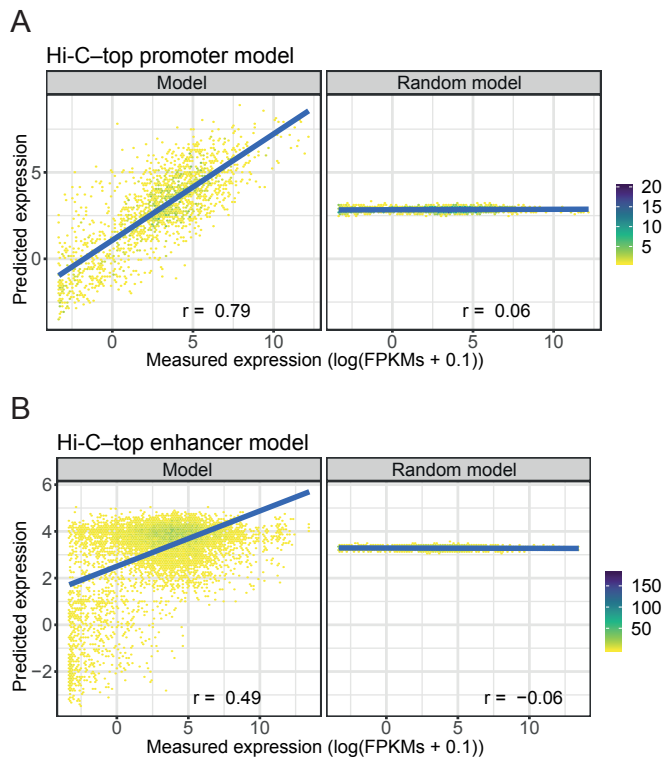 A
Hi-C–top promoter model
Model
Random model
Predicted expression
5
0
r = 0.79
r = 0.06
20
15
10
5
0 5 10 0 5 10
Measured expression (log(FPKMs + 0.1))
B
Hi-C–top enhancer model
Model
Random model
Predicted expression
6
4
2
0
−2
r = 0.49
r = −0.06
150
100
50
0 5 10 0 5 10
Measured expression (log(FPKMs + 0.1))